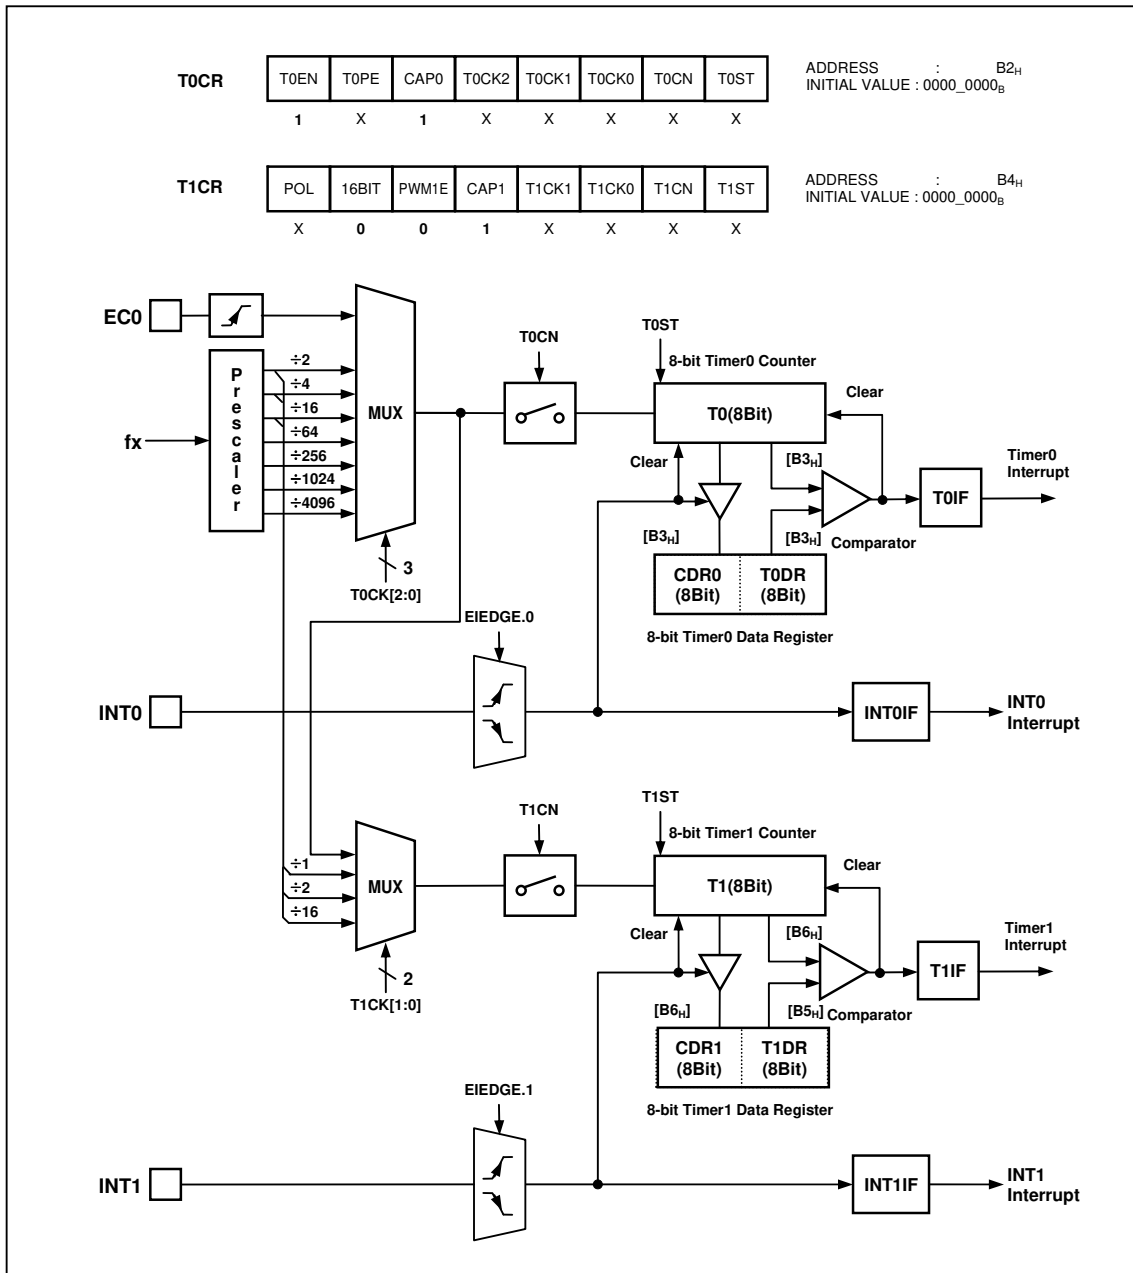 T0CR T0EN T0PE CAP0 T0CK2 T0CK1 T0CK0 T0CN T0ST
ADDRESS : B2H
INITIAL VALUE : 0000_0000B
1 X 1 X X X X X
T1CR POL 16BIT PWM1E CAP1 T1CK1 T1CK0 T1CN T1ST
ADDRESS : B4H
INITIAL VALUE : 0000_0000B
X 0 0 1 X X X X
EC0
fx
Prescaler
÷2
÷4
÷16
÷64
÷256
÷1024
÷4096
MUX
3
T0CK[2:0]
T0CN
T0ST
8-bit Timer0 Counter
T0(8Bit)
Clear
Clear
[B3H]
[B3H]
[B3H]
Comparator
T0IF
Timer0
Interrupt
CDR0
(8Bit)
T0DR
(8Bit)
8-bit Timer0 Data Register
EIEDGE.0
INT0
INT0IF
INT0
Interrupt
÷1
÷2
÷16
MUX
2
T1CK[1:0]
T1CN
T1ST
8-bit Timer1 Counter
T1(8Bit)
Clear
Clear
[B6H]
[B6H]
[B5H]
Comparator
T1IF
Timer1
Interrupt
CDR1
(8Bit)
T1DR
(8Bit)
8-bit Timer1 Data Register
EIEDGE.1
INT1
INT1IF
INT1
Interrupt